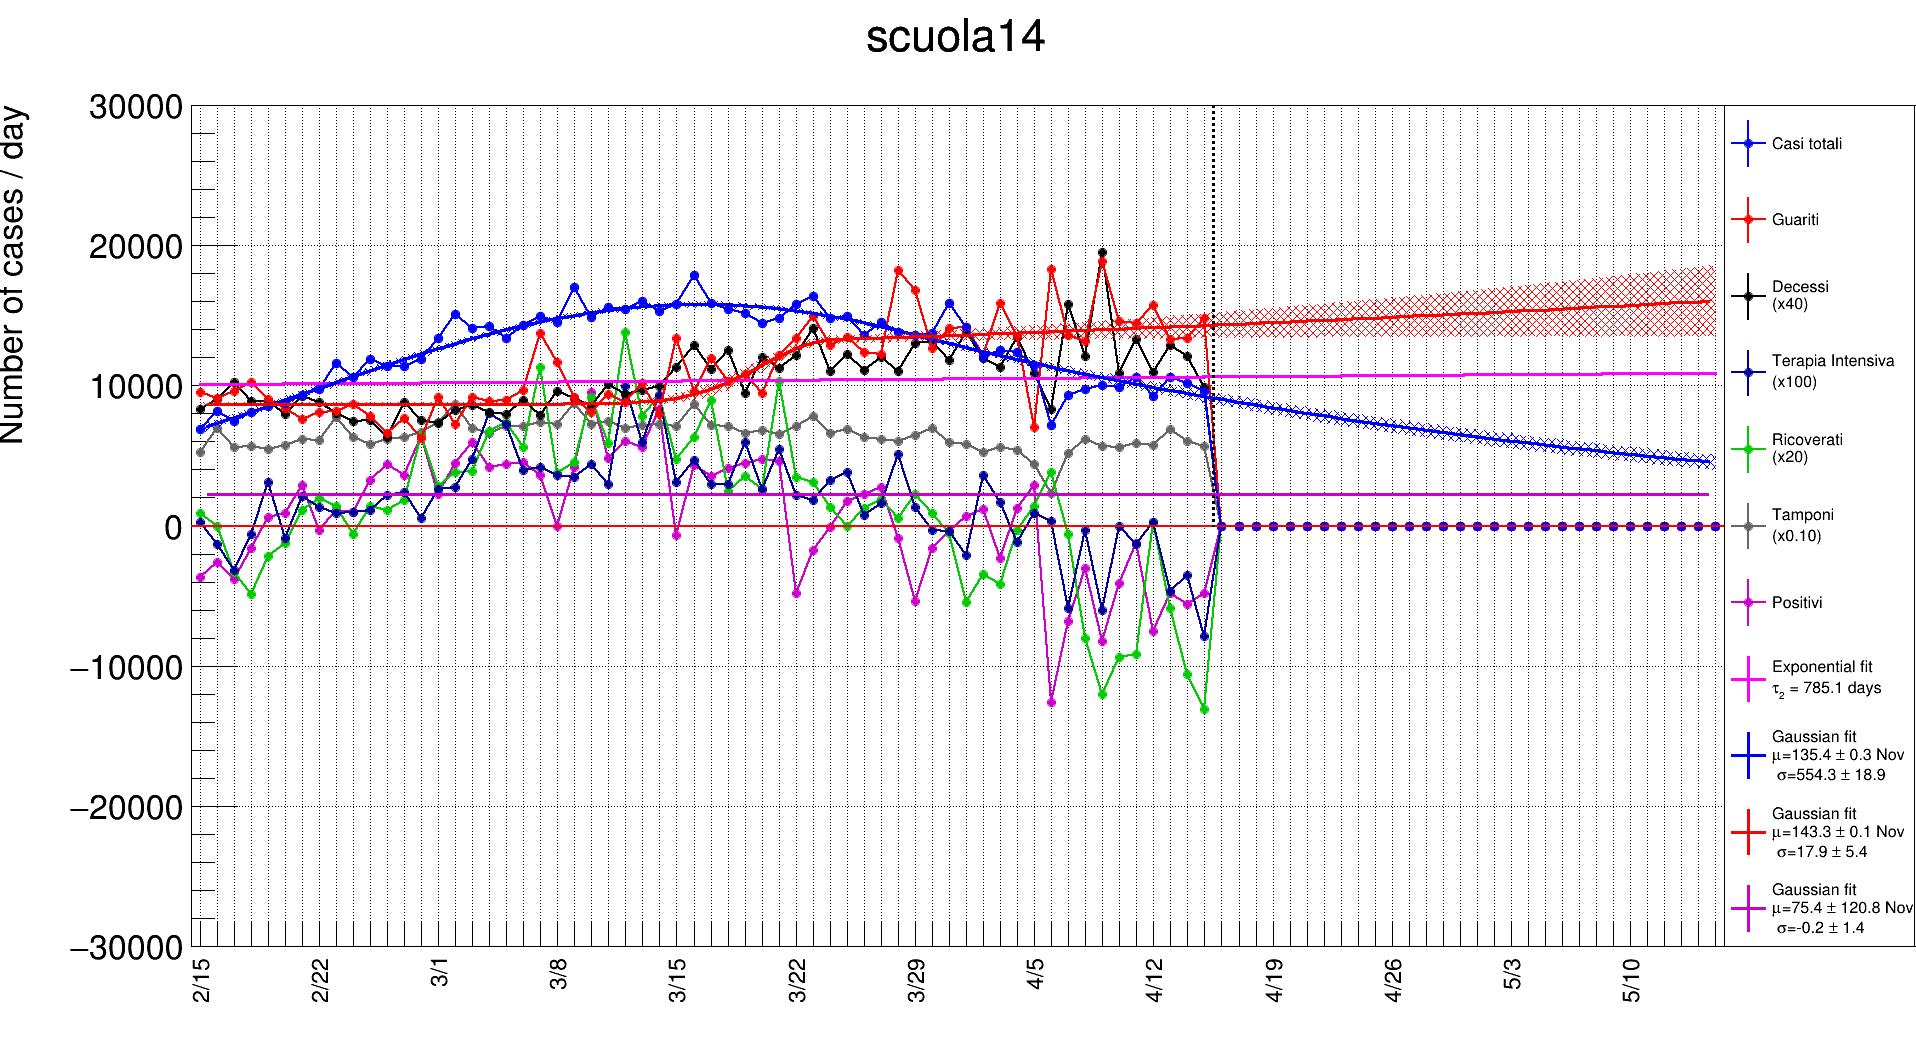 scuola14
Number of cases / day
30000
20000
10000
0
−10000
−20000
−30000
2/15
2/22
3/1
3/8
3/15
3/22
3/29
4/5
4/12
4/19
4/26
5/3
5/10
Casi totali
Guariti
Decessi
(x40)
Terapia Intensiva
(x100)
Ricoverati
(x20)
Tamponi
(x0.10)
Positivi
Exponential fit
τ2 = 785.1 days
Gaussian fit
μ=135.4 ± 0.3 Nov
σ=554.3 ± 18.9
Gaussian fit
μ=143.3 ± 0.1 Nov
σ=17.9 ± 5.4
Gaussian fit
μ=75.4 ± 120.8 Nov
σ=-0.2 ± 1.4